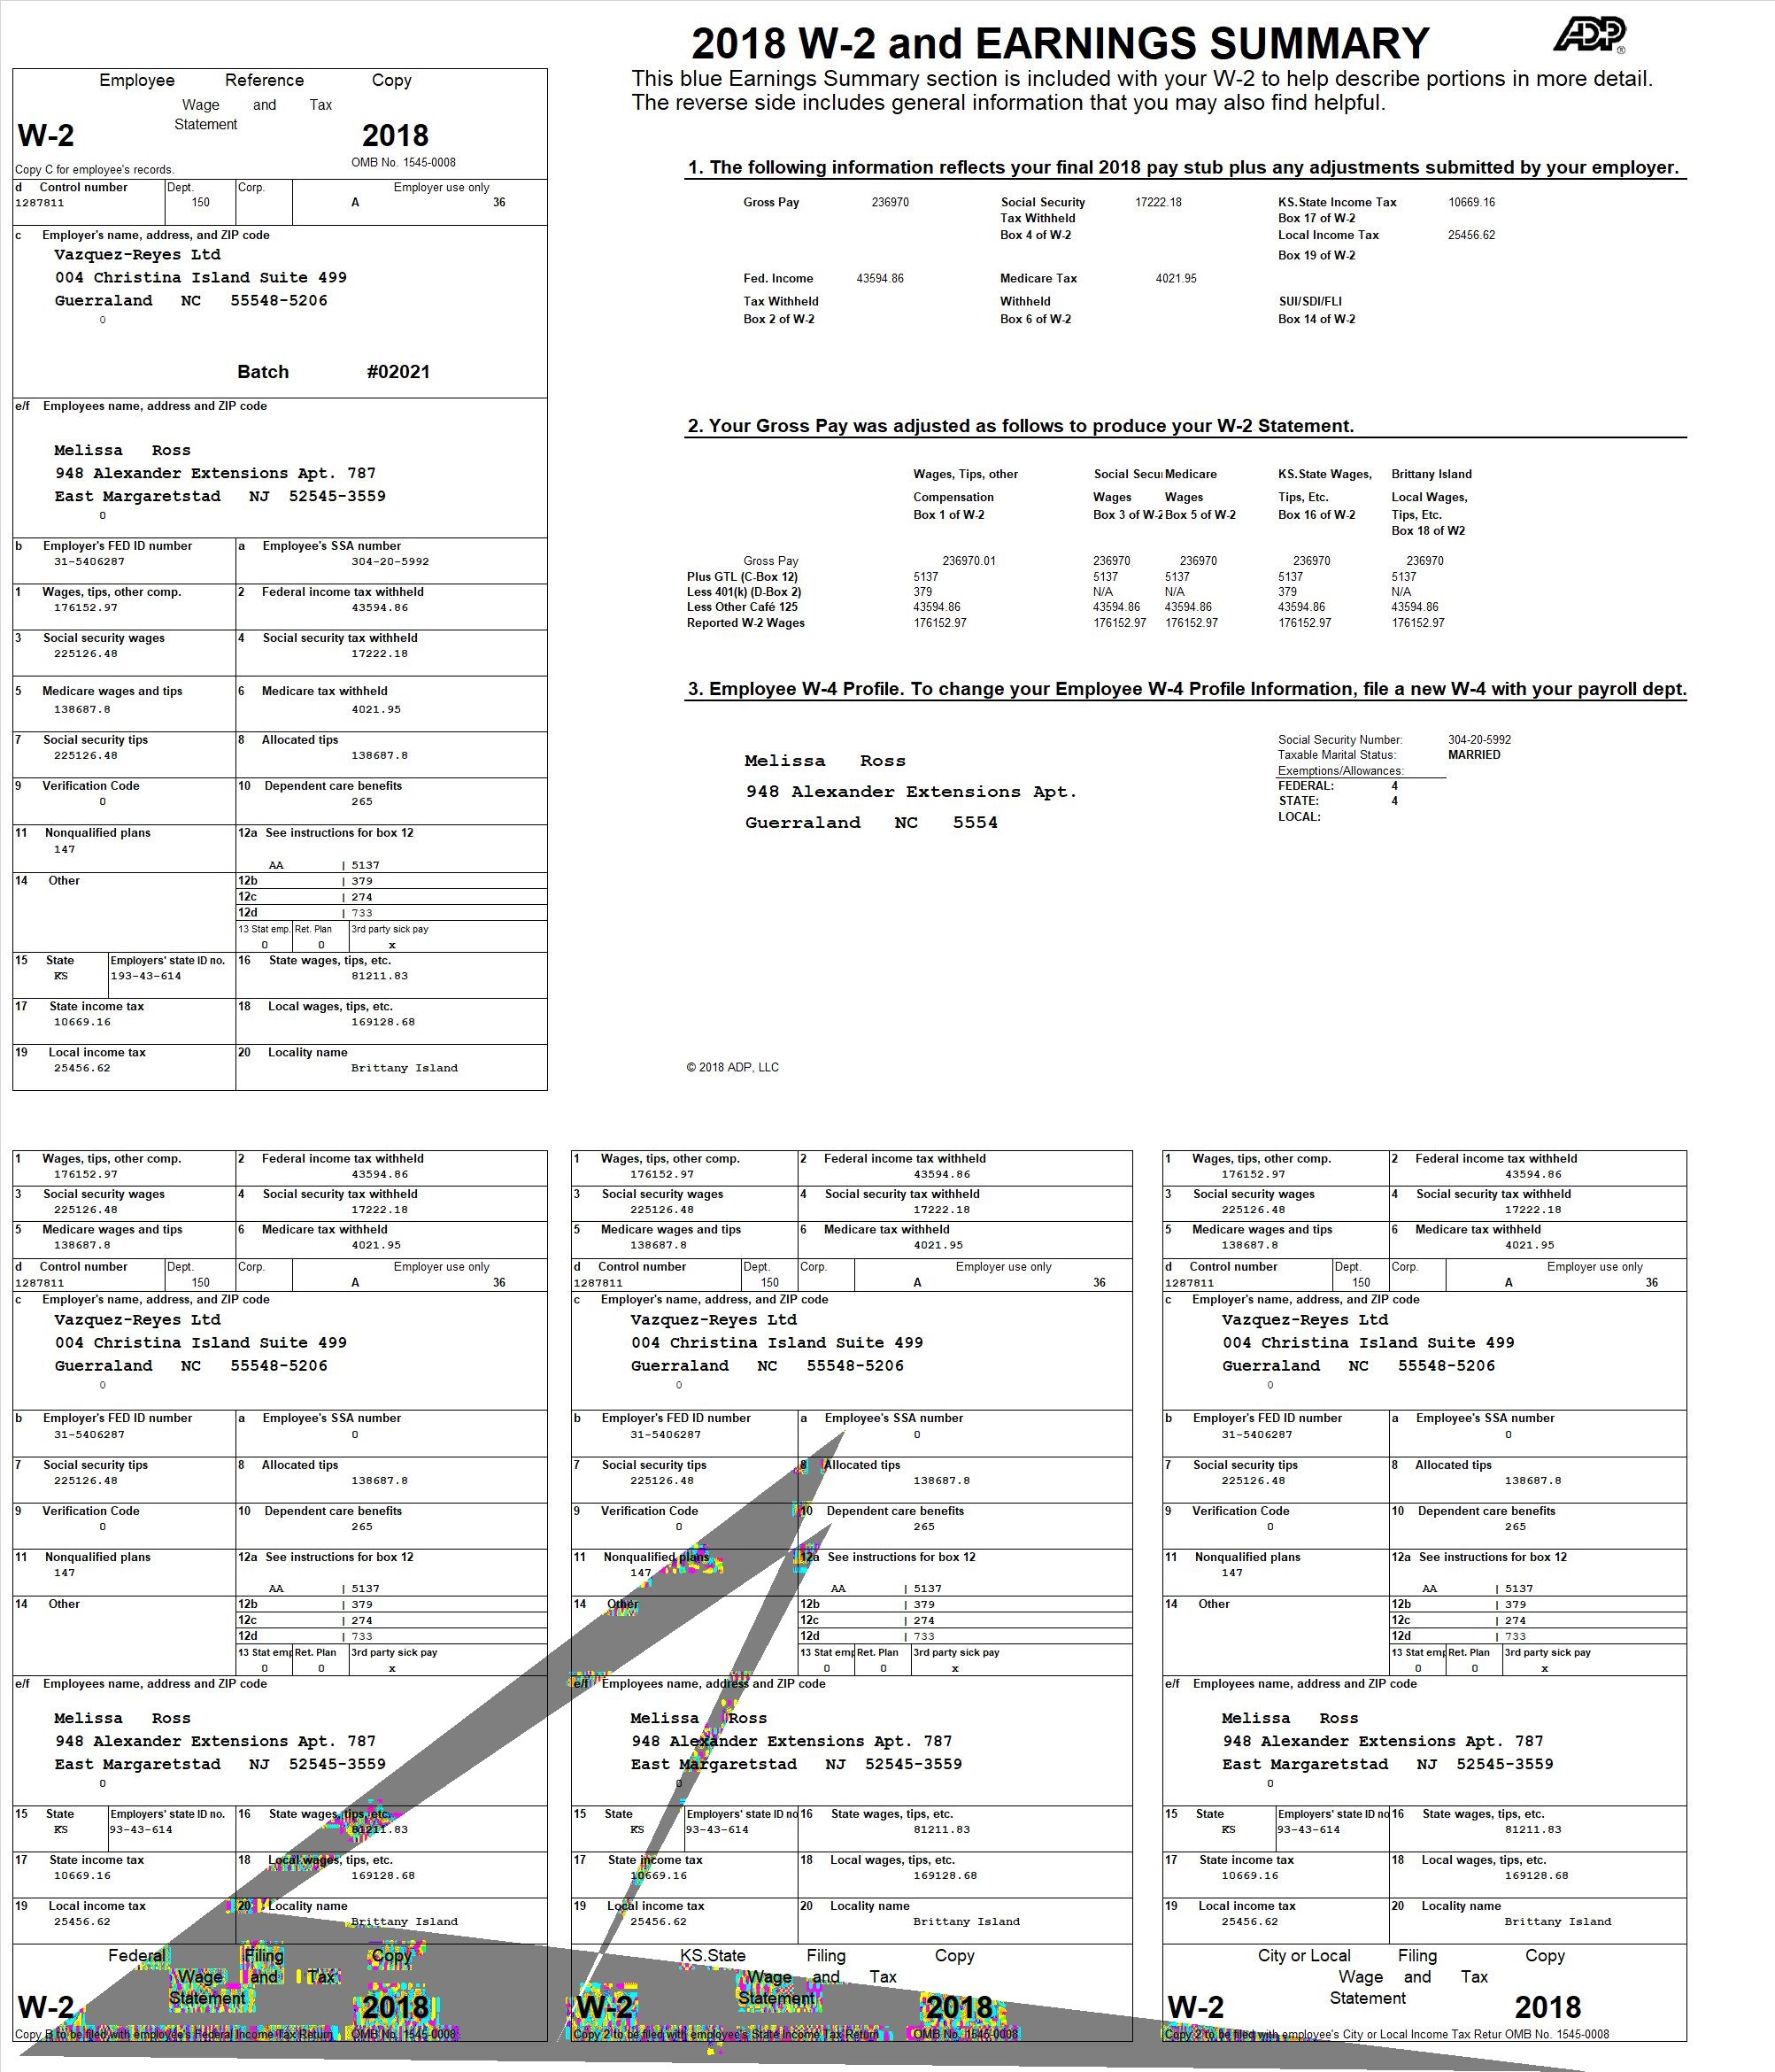 2018 W-2 and EARNINGS SUMMARY
ADP®
This blue Earnings Summary section is included with your W-2 to help describe portions in more detail.
The reverse side includes general information that you may also find helpful.
Employee Reference Copy
Wage and Tax
Statement
W-2 2018
OMB No. 1545-0008
Copy C for employee's records.
d Control number Dept. Corp. Employer use only
1287811 150 A 36
c Employer's name, address, and ZIP code
Vazquez-Reyes Ltd
004 Christina Island Suite 499
Guerraland NC 55548-5206
0
Batch #02021
e/f Employees name, address and ZIP code
Melissa Ross
948 Alexander Extensions Apt. 787
East Margaretstad NJ 52545-3559
0
b Employer's FED ID number a Employee's SSA number
31-5406287 304-20-5992
1 Wages, tips, other comp. 2 Federal income tax withheld
176152.97 43594.86
3 Social security wages 4 Social security tax withheld
225126.48 17222.18
5 Medicare wages and tips 6 Medicare tax withheld
138687.8 4021.95
7 Social security tips 8 Allocated tips
225126.48 138687.8
9 Verification Code 10 Dependent care benefits
0 265
11 Nonqualified plans 12a See instructions for box 12
147
AA | 5137
14 Other 12b | 379
12c | 274
12d | 733
13 Stat emp. Ret. Plan 3rd party sick pay
0 0 x
15 State Employers' state ID no. 16 State wages, tips, etc.
KS 193-43-614 81211.83
17 State income tax 18 Local wages, tips, etc.
10669.16 169128.68
19 Local income tax 20 Locality name
25456.62 Brittany Island
1. The following information reflects your final 2018 pay stub plus any adjustments submitted by your employer.
Gross Pay 236970 Social Security 17222.18 KS.State Income Tax 10669.16
Tax Withheld Box 17 of W-2
Box 4 of W-2 Local Income Tax 25456.62
Box 19 of W-2
Fed. Income 43594.86 Medicare Tax 4021.95
Tax Withheld Withheld SUI/SDI/FLI
Box 2 of W-2 Box 6 of W-2 Box 14 of W-2
2. Your Gross Pay was adjusted as follows to produce your W-2 Statement.
Wages, Tips, other Social Secu Medicare KS.State Wages, Brittany Island
Compensation Wages Wages Tips, Etc. Local Wages,
Box 1 of W-2 Box 3 of W-2 Box 5 of W-2 Box 16 of W-2 Tips, Etc.
Box 18 of W2
Gross Pay 236970.01 236970 236970 236970 236970
Plus GTL (C-Box 12) 5137 5137 5137 5137 5137
Less 401(k) (D-Box 2) 379 N/A N/A 379 N/A
Less Other Café 125 43594.86 43594.86 43594.86 43594.86 43594.86
Reported W-2 Wages 176152.97 176152.97 176152.97 176152.97 176152.97
3. Employee W-4 Profile. To change your Employee W-4 Profile Information, file a new W-4 with your payroll dept.
Melissa Ross
948 Alexander Extensions Apt.
Guerraland NC 5554
Social Security Number: 304-20-5992
Taxable Marital Status: MARRIED
Exemptions/Allowances:
FEDERAL: 4
STATE: 4
LOCAL:
© 2018 ADP, LLC
1 Wages, tips, other comp. 2 Federal income tax withheld
176152.97 43594.86
3 Social security wages 4 Social security tax withheld
225126.48 17222.18
5 Medicare wages and tips 6 Medicare tax withheld
138687.8 4021.95
d Control number Dept. Corp. Employer use only
1287811 150 A 36
c Employer's name, address, and ZIP code
Vazquez-Reyes Ltd
004 Christina Island Suite 499
Guerraland NC 55548-5206
0
b Employer's FED ID number a Employee's SSA number
31-5406287 0
7 Social security tips 8 Allocated tips
225126.48 138687.8
9 Verification Code 10 Dependent care benefits
0 265
11 Nonqualified plans 12a See instructions for box 12
147
AA | 5137
14 Other 12b | 379
12c | 274
12d | 733
13 Stat emp Ret. Plan 3rd party sick pay
0 0 x
e/f Employees name, address and ZIP code
Melissa Ross
948 Alexander Extensions Apt. 787
East Margaretstad NJ 52545-3559
0
15 State Employers' state ID no. 16 State wages, tips, etc.
KS 93-43-614 81211.83
17 State income tax 18 Local wages, tips, etc.
10669.16 169128.68
19 Local income tax 20 Locality name
25456.62 Brittany Island
Federal Filing Copy
Wage and Tax
Statement
W-2 2018
Copy B to be filed with employee's Federal Income Tax Return OMB No. 1545-0008
1 Wages, tips, other comp. 2 Federal income tax withheld
176152.97 43594.86
3 Social security wages 4 Social security tax withheld
225126.48 17222.18
5 Medicare wages and tips 6 Medicare tax withheld
138687.8 4021.95
d Control number Dept. Corp. Employer use only
1287811 150 A 36
c Employer's name, address, and ZIP code
Vazquez-Reyes Ltd
004 Christina Island Suite 499
Guerraland NC 55548-5206
0
b Employer's FED ID number a Employee's SSA number
31-5406287 0
7 Social security tips 8 Allocated tips
225126.48 138687.8
9 Verification Code 10 Dependent care benefits
0 265
11 Nonqualified plans 12a See instructions for box 12
147
AA | 5137
14 Other 12b | 379
12c | 274
12d | 733
13 Stat emp Ret. Plan 3rd party sick pay
0 0 x
e/f Employees name, address and ZIP code
Melissa Ross
948 Alexander Extensions Apt. 787
East Margaretstad NJ 52545-3559
0
15 State Employers' state ID no 16 State wages, tips, etc.
KS 93-43-614 81211.83
17 State income tax 18 Local wages, tips, etc.
10669.16 169128.68
19 Local income tax 20 Locality name
25456.62 Brittany Island
KS.State Filing Copy
Wage and Tax
Statement
W-2 2018
Copy 2 to be filed with employee's State Income Tax Return OMB No. 1545-0008
1 Wages, tips, other comp. 2 Federal income tax withheld
176152.97 43594.86
3 Social security wages 4 Social security tax withheld
225126.48 17222.18
5 Medicare wages and tips 6 Medicare tax withheld
138687.8 4021.95
d Control number Dept. Corp. Employer use only
1287811 150 A 36
c Employer's name, address, and ZIP code
Vazquez-Reyes Ltd
004 Christina Island Suite 499
Guerraland NC 55548-5206
0
b Employer's FED ID number a Employee's SSA number
31-5406287 0
7 Social security tips 8 Allocated tips
225126.48 138687.8
9 Verification Code 10 Dependent care benefits
0 265
11 Nonqualified plans 12a See instructions for box 12
147
AA | 5137
14 Other 12b | 379
12c | 274
12d | 733
13 Stat emp Ret. Plan 3rd party sick pay
0 0 x
e/f Employees name, address and ZIP code
Melissa Ross
948 Alexander Extensions Apt. 787
East Margaretstad NJ 52545-3559
0
15 State Employers' state ID no 16 State wages, tips, etc.
KS 93-43-614 81211.83
17 State income tax 18 Local wages, tips, etc.
10669.16 169128.68
19 Local income tax 20 Locality name
25456.62 Brittany Island
City or Local Filing Copy
Wage and Tax
Statement
W-2 2018
Copy 2 to be filed with employee's City or Local Income Tax Retur OMB No. 1545-0008